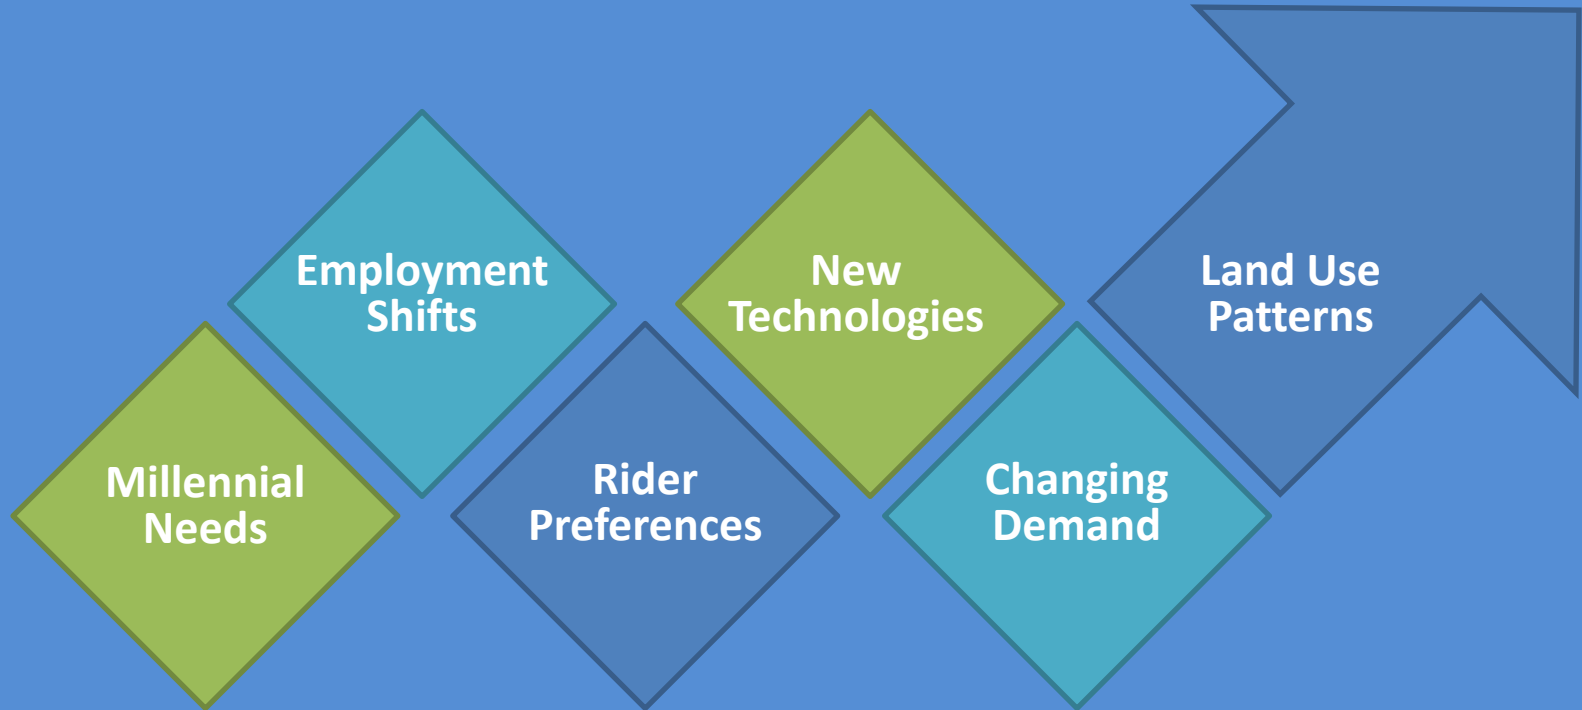 Millennial
Needs
Employment
Shifts
Rider
Preferences
New
Technologies
Changing
Demand
Land Use
Patterns